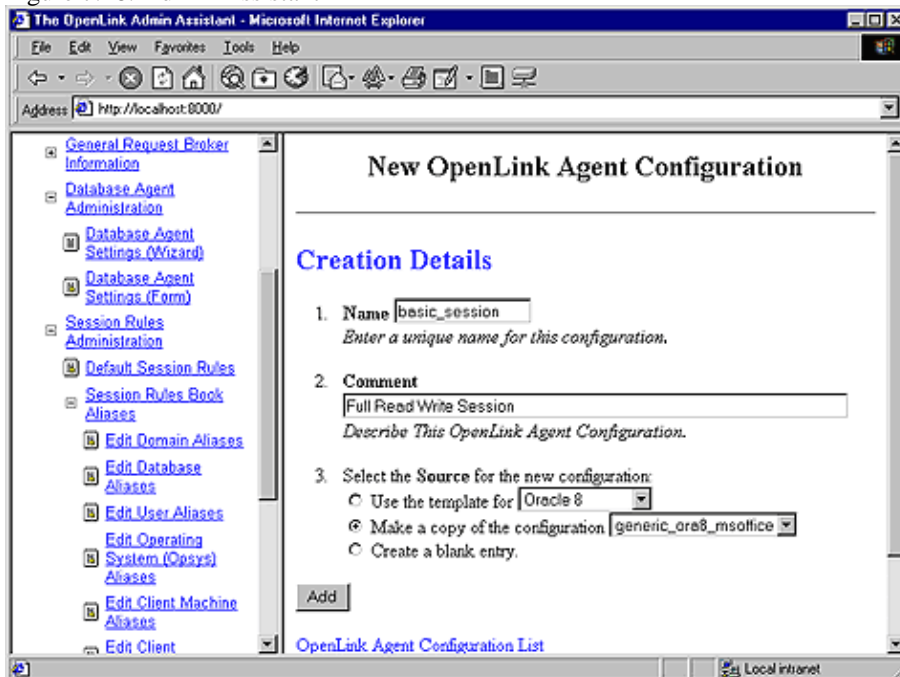 The OpenLink Admin Assistant - Microsoft Internet Explorer
File Edit View Favorites Tools Help
Address http://localhost:8000/
General Request Broker
Information
Database Agent
Administration
Database Agent
Settings (Wizard)
Database Agent
Settings (Form)
Session Rules
Administration
Default Session Rules
Session Rules Book
Aliases
Edit Domain Aliases
Edit Database
Aliases
Edit User Aliases
Edit Operating
System (Opsys)
Aliases
Edit Client Machine
Aliases
Edit Client
New OpenLink Agent Configuration
Creation Details
1. Name basic_session
Enter a unique name for this configuration.
2. Comment
Full Read Write Session
Describe This OpenLink Agent Configuration.
3. Select the Source for the new configuration:
Use the template for Oracle 8
Make a copy of the configuration generic_ora8_msoffice
Create a blank entry.
Add
OpenLink Agent Configuration List
Local intranet